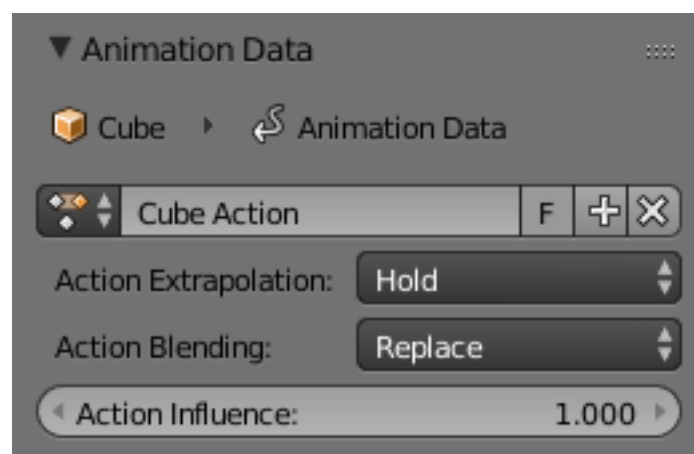 Animation Data
Cube Animation Data
Cube Action F
Action Extrapolation: Hold
Action Blending: Replace
Action Influence: 1.000